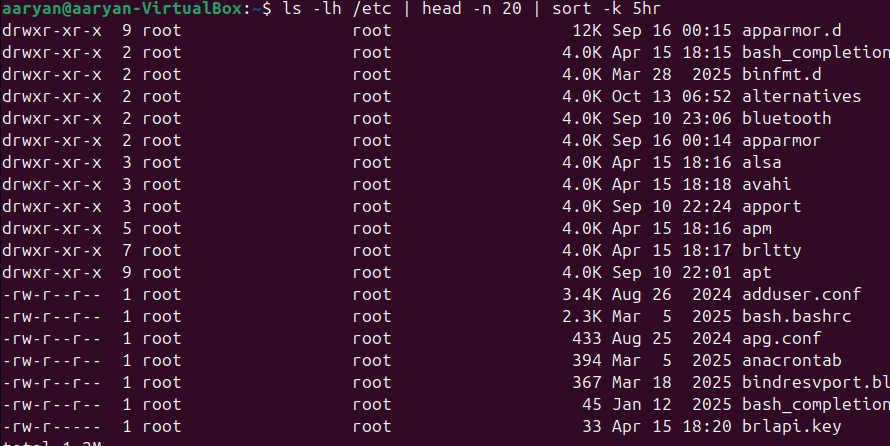 aaryan@aaryan-VirtualBox:~$ ls -lh /etc | head -n 20 | sort -k 5hr
drwxr-xr-x  9 root                 root                  12K Sep 16 00:15 apparmor.d
drwxr-xr-x  2 root                 root                 4.0K Apr 15 18:15 bash_completion
drwxr-xr-x  2 root                 root                 4.0K Mar 28  2025 binfmt.d
drwxr-xr-x  2 root                 root                 4.0K Oct 13 06:52 alternatives
drwxr-xr-x  2 root                 root                 4.0K Sep 10 23:06 bluetooth
drwxr-xr-x  2 root                 root                 4.0K Sep 16 00:14 apparmor
drwxr-xr-x  3 root                 root                 4.0K Apr 15 18:16 alsa
drwxr-xr-x  3 root                 root                 4.0K Apr 15 18:18 avahi
drwxr-xr-x  3 root                 root                 4.0K Sep 10 22:24 apport
drwxr-xr-x  5 root                 root                 4.0K Apr 15 18:16 apm
drwxr-xr-x  7 root                 root                 4.0K Apr 15 18:17 brltty
drwxr-xr-x  9 root                 root                 4.0K Sep 10 22:01 apt
-rw-r--r--  1 root                 root                 3.4K Aug 26  2024 adduser.conf
-rw-r--r--  1 root                 root                 2.3K Mar  5  2025 bash.bashrc
-rw-r--r--  1 root                 root                  433 Aug 25  2024 apg.conf
-rw-r--r--  1 root                 root                  394 Mar  5  2025 anacrontab
-rw-r--r--  1 root                 root                  367 Mar 18  2025 bindresvport.bl
-rw-r--r--  1 root                 root                   45 Jan 12  2025 bash_completion
-rw-r-----  1 root                 root                   33 Apr 15 18:20 brlapi.key